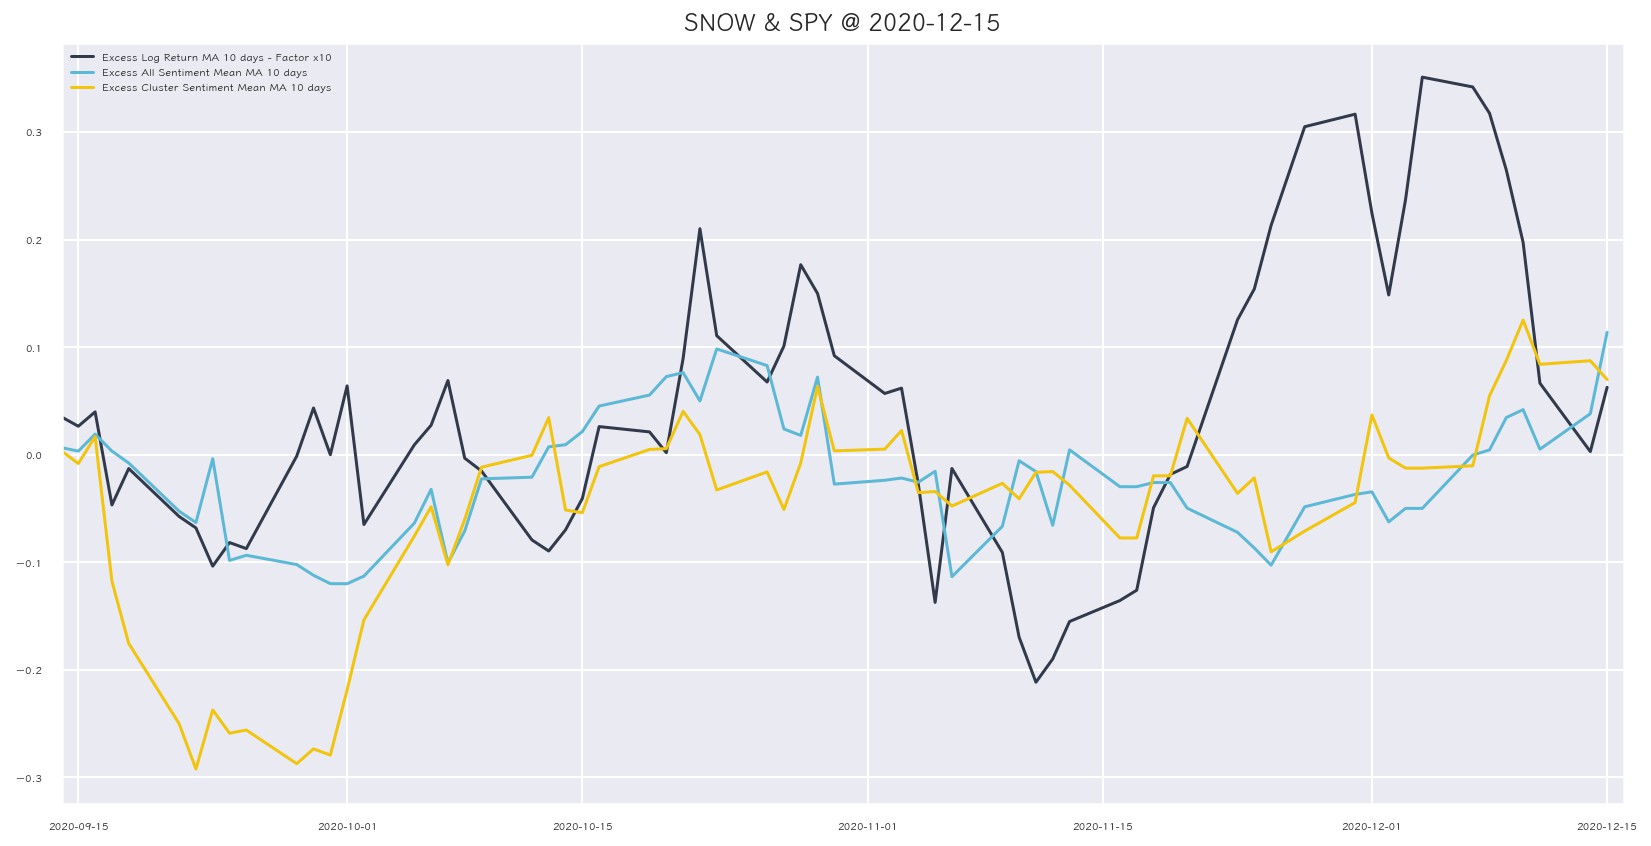 SNOW & SPY @ 2020-12-15
Excess Log Return MA 10 days - Factor x10
Excess All Sentiment Mean MA 10 days
Excess Cluster Sentiment Mean MA 10 days
0.3
0.2
0.1
0.0
−0.1
−0.2
−0.3
2020-09-15 2020-10-01 2020-10-15 2020-11-01 2020-11-15 2020-12-01 2020-12-15